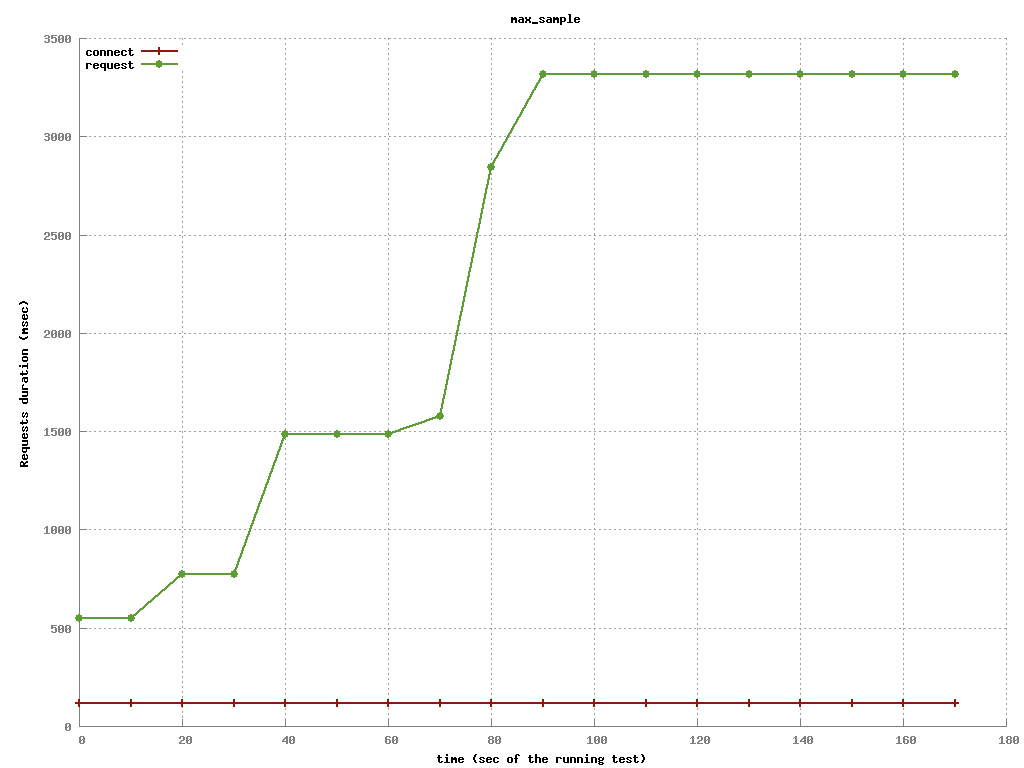 max_sample
3500
connect
request
3000
2500
2000
Requests duration (msec)
1500
1000
500
0
0 20 40 60 80 100 120 140 160 180
time (sec of the running test)